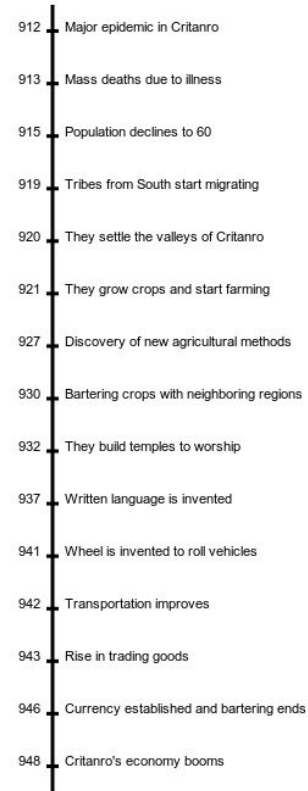 912 Major epidemic in Critanro
913 Mass deaths due to illness
915 Population declines to 60
919 Tribes from South start migrating
920 They settle the valleys of Critanro
921 They grow crops and start farming
927 Discovery of new agricultural methods
930 Bartering crops with neighboring regions
932 They build temples to worship
937 Written language is invented
941 Wheel is invented to roll vehicles
942 Transportation improves
943 Rise in trading goods
946 Currency established and bartering ends
948 Critanro's economy booms